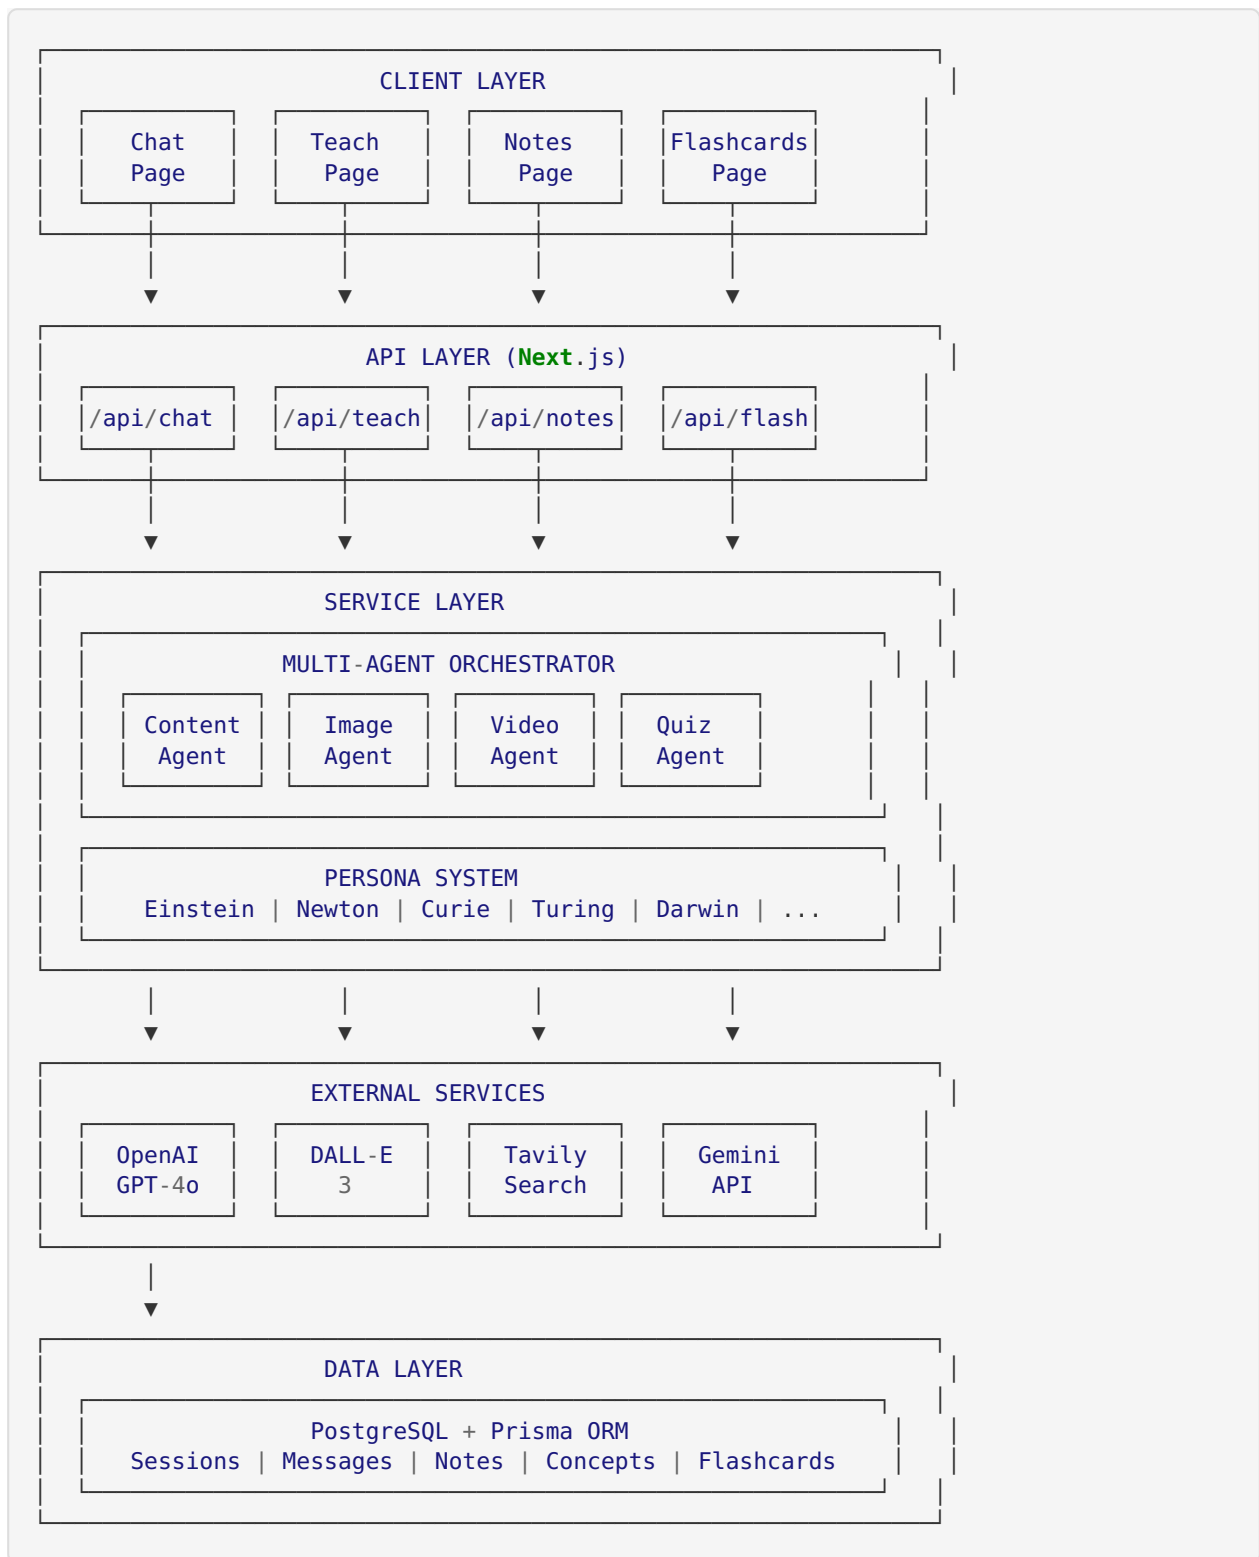 CLIENT LAYER
Chat Teach Notes Flashcards
Page Page Page Page
API LAYER (Next.js)
/api/chat /api/teach /api/notes /api/flash
SERVICE LAYER
MULTI-AGENT ORCHESTRATOR
Content Image Video Quiz
Agent Agent Agent Agent
PERSONA SYSTEM
Einstein | Newton | Curie | Turing | Darwin | ...
EXTERNAL SERVICES
OpenAI DALL-E Tavily Gemini
GPT-4o 3 Search API
DATA LAYER
PostgreSQL + Prisma ORM
Sessions | Messages | Notes | Concepts | Flashcards